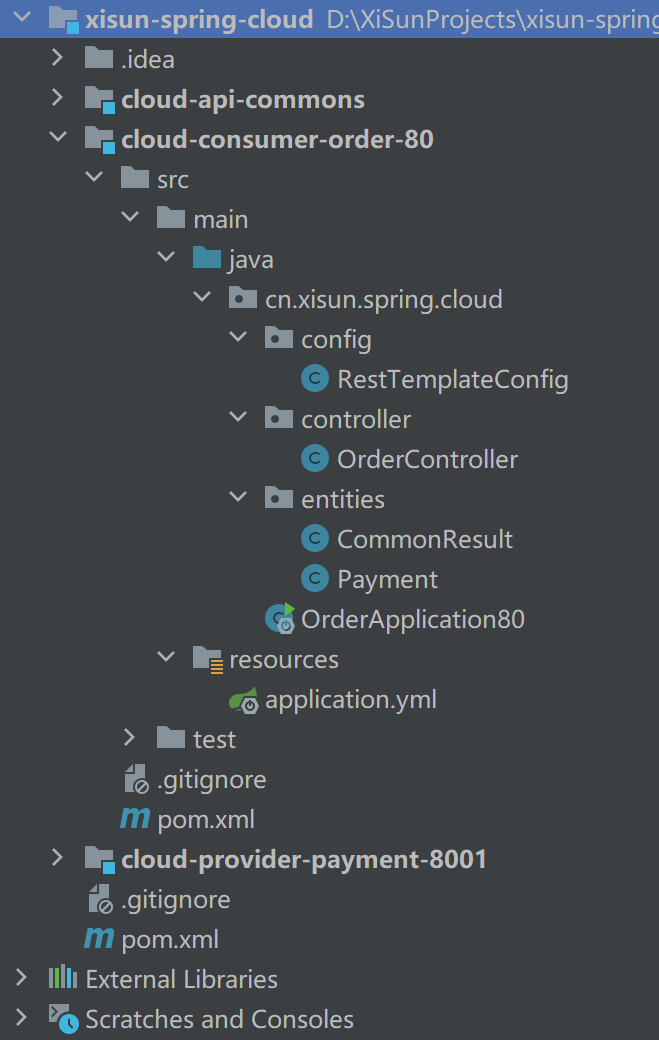 xisun-spring-cloud D:\XiSunProjects\xisun-spring
.idea
cloud-api-commons
cloud-consumer-order-80
src
main
java
cn.xisun.spring.cloud
config
RestTemplateConfig
controller
OrderController
entities
CommonResult
Payment
OrderApplication80
resources
application.yml
test
.gitignore
pom.xml
cloud-provider-payment-8001
.gitignore
pom.xml
External Libraries
Scratches and Consoles